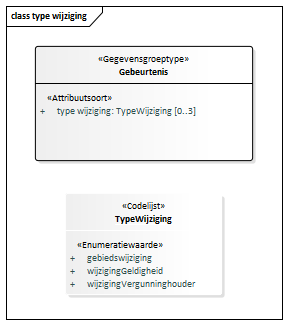 class type wijziging
«Gegevensgroeptype»
Gebeurtenis
«Attribuutsoort»
+ type wijziging: TypeWijziging [0..3]
«Codelijst»
TypeWijziging
«Enumeratiewaarde»
+ gebiedswijziging
+ wijzigingGeldigheid
+ wijzigingVergunninghouder